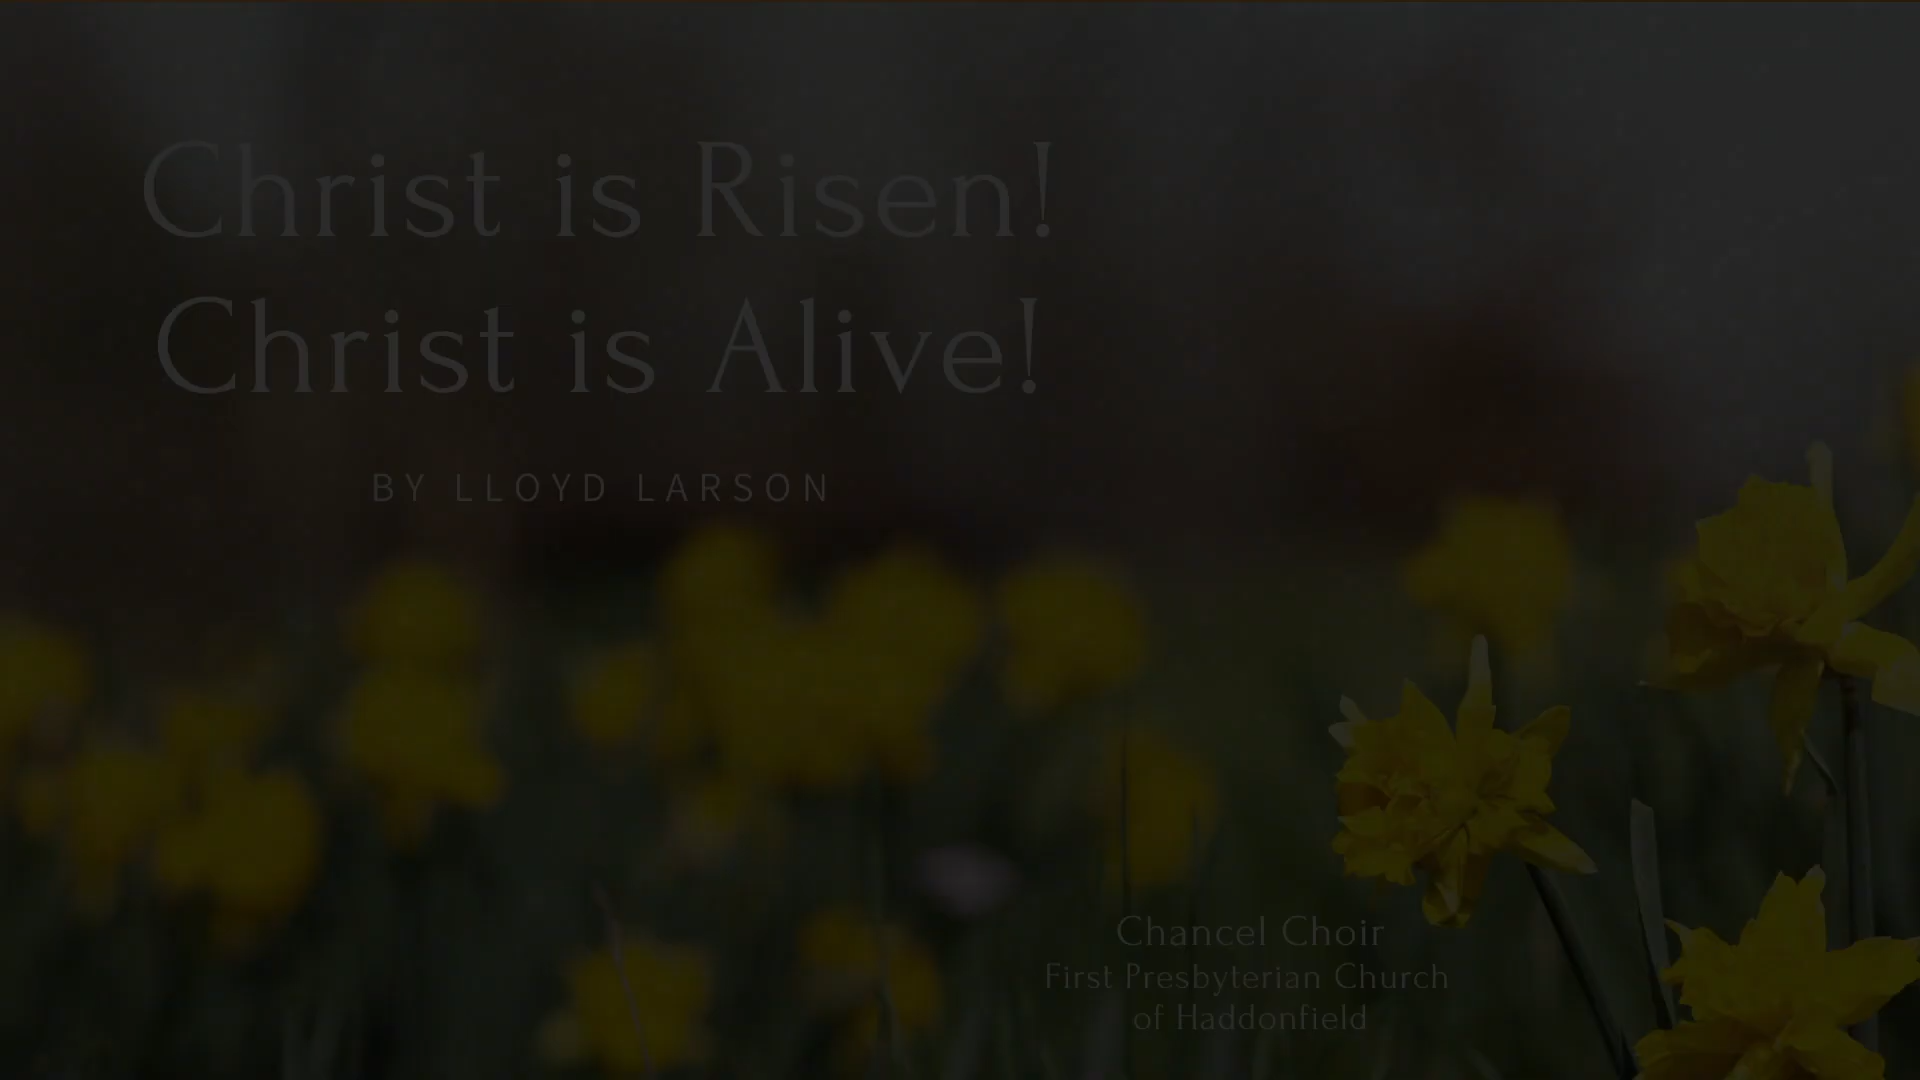 Christ is Risen!
Christ is Alive!
BY LLOYD LARSON
Chancel Choir
First Presbyterian Church
of Haddonfield